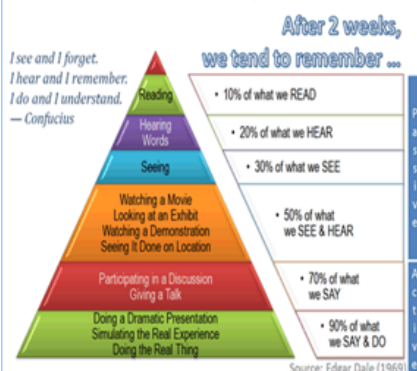 After 2 weeks,
we tend to remember ...
I see and I forget.
I hear and I remember.
I do and I understand.
— Confucius
Reading
• 10% of what we READ
Hearing
Words
• 20% of what we HEAR
Seeing
• 30% of what we SEE
Watching a Movie
Looking at an Exhibit
Watching a Demonstration
Seeing It Done on Location
• 50% of what
we SEE & HEAR
Participating in a Discussion
Giving a Talk
• 70% of what
we SAY
Doing a Dramatic Presentation
Simulating the Real Experience
Doing the Real Thing
• 90% of what
we SAY & DO
Source: Edgar Dale (1969)